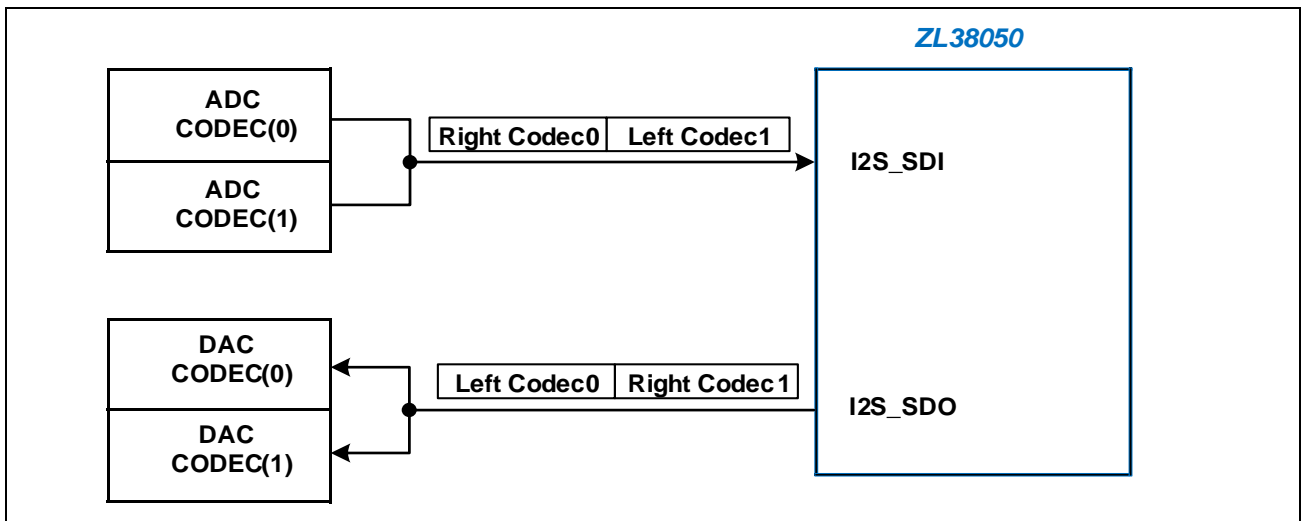 ZL38050
ADC
CODEC(0)
ADC
CODEC(1)
Right Codec0 Left Codec1
I2S_SDI
DAC
CODEC(0)
DAC
CODEC(1)
Left Codec0 Right Codec1
I2S_SDO